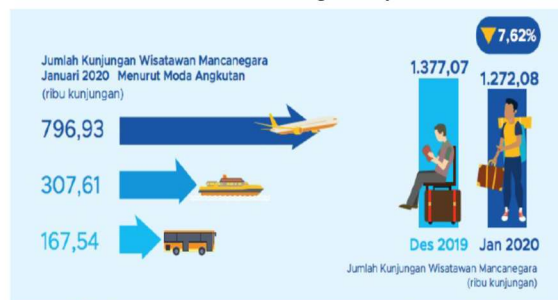 Jumlah Kunjungan Wisatawan Mancanegara
Januari 2020 Menurut Moda Angkutan
(ribu kunjungan)
796,93
307,61
167,54
7,62%
1.377,07
1.272,08
Des 2019
Jan 2020
Jumlah Kunjungan Wisatawan Mancanegara
(ribu kunjungan)